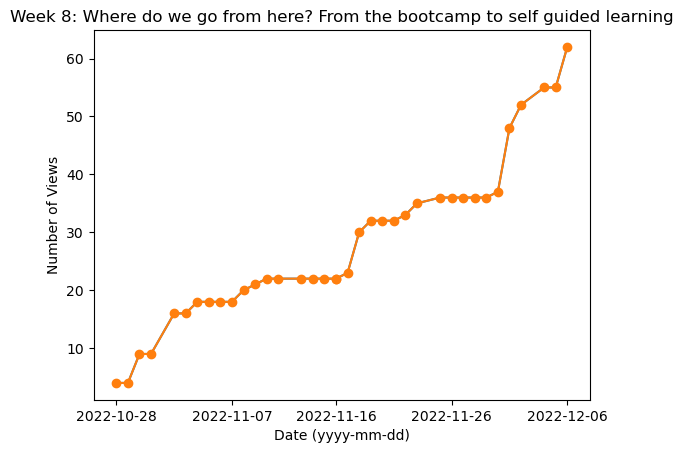 Week 8: Where do we go from here? From the bootcamp to self guided learning
60
50
40
30
20
10
Number of Views
2022-10-28 2022-11-07 2022-11-16 2022-11-26 2022-12-06
Date (yyyy-mm-dd)